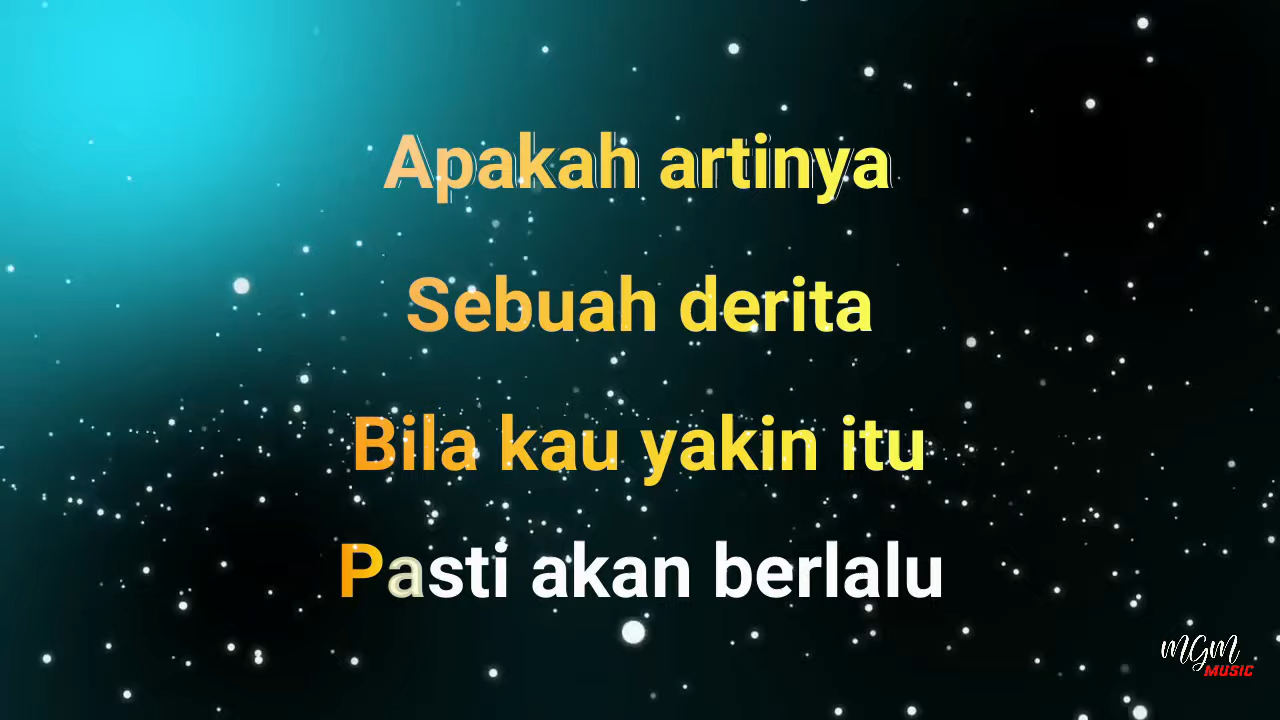 Apakah artinya
Sebuah derita
Bila kau yakin itu
Pasti akan berlalu
MGM
MUSIC